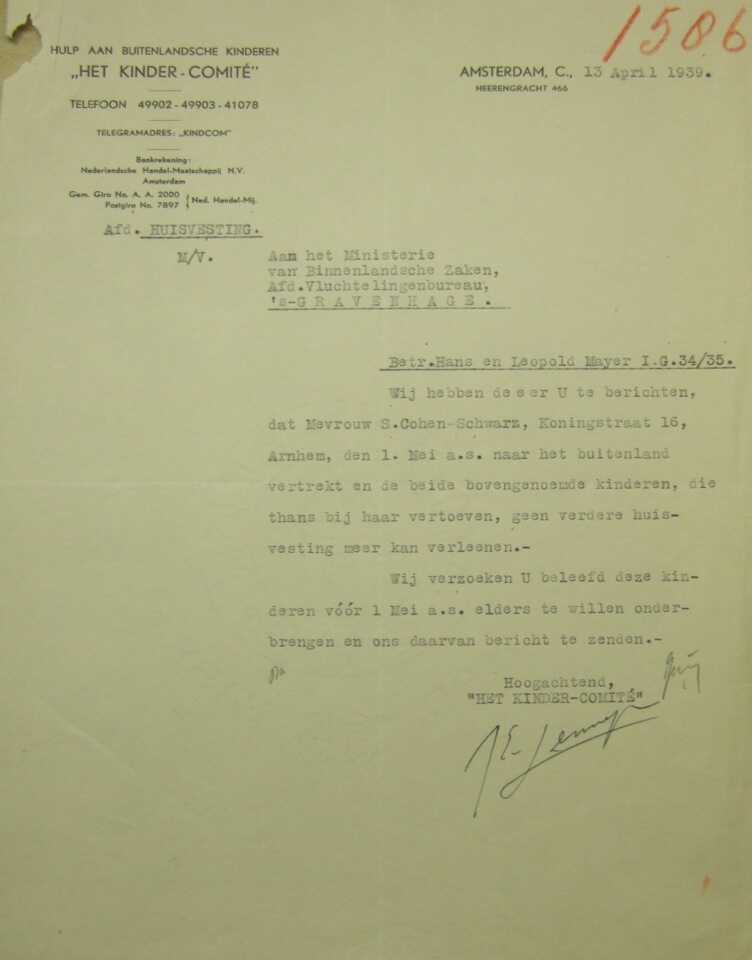 1506
HULP AAN BUITENLANDSCHE KINDEREN
„HET KINDER-COMITÉ”
TELEFOON 49902 - 49903 - 41078
TELEGRAMADRES: „KINDCOM”
Bankrekening:
Nederlandsche Handel-Maatschappij N.V.
Amsterdam
Gem. Giro No. A. A. 2000
Postgiro No. 7897
{ Ned. Handel-Mij.
AMSTERDAM, C., 13 April 1939.
HEERENGRACHT 466
Afd. HUISVESTING.
M/V.
Aan het Ministerie
van Binnenlandsche Zaken,
Afd.Vluchtelingenbureau,
's-GRAVENHAGE.
Betr.Hans en Leopold Mayer I.G.34/35.
Wij hebben de eer U te berichten,
dat Mevrouw S.Cohen-Schwarz, Koningstraat 16,
Arnhem, den 1. Mei a.s. naar het buitenland
vertrekt en de beide bovengenoemde kinderen, die
thans bij haar vertoeven, geen verdere huis-
vesting meer kan verleenen.-
Wij verzoeken U beleefd deze kin-
deren vóór 1 Mei a.s. elders te willen onder-
brengen en ons daarvan bericht te zenden.-
Hoogachtend,
"HET KINDER-COMITÉ"